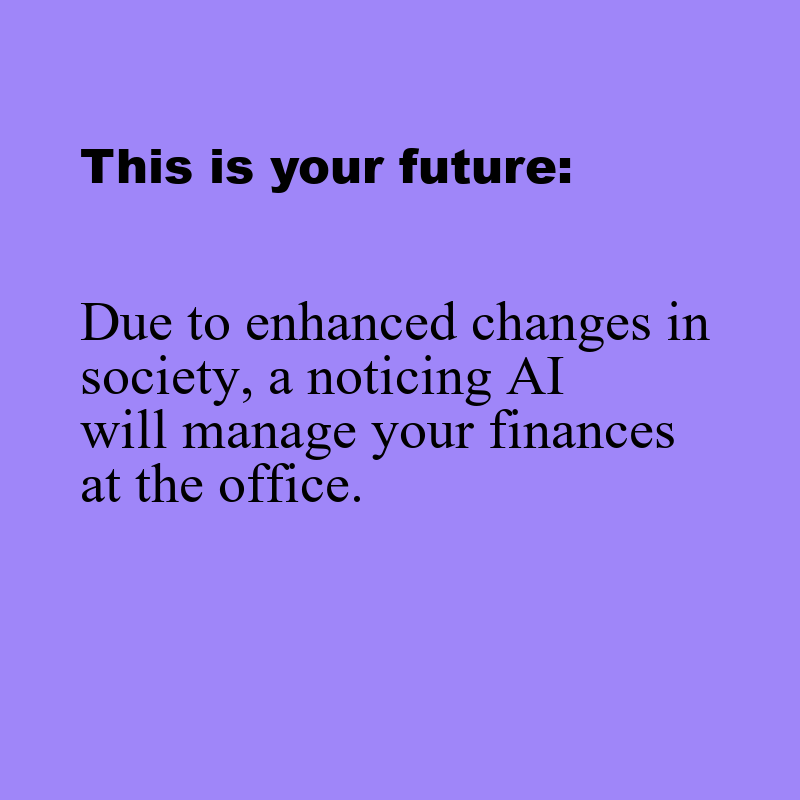 This is your future:
Due to enhanced changes in
society, a noticing AI
will manage your finances
at the office.